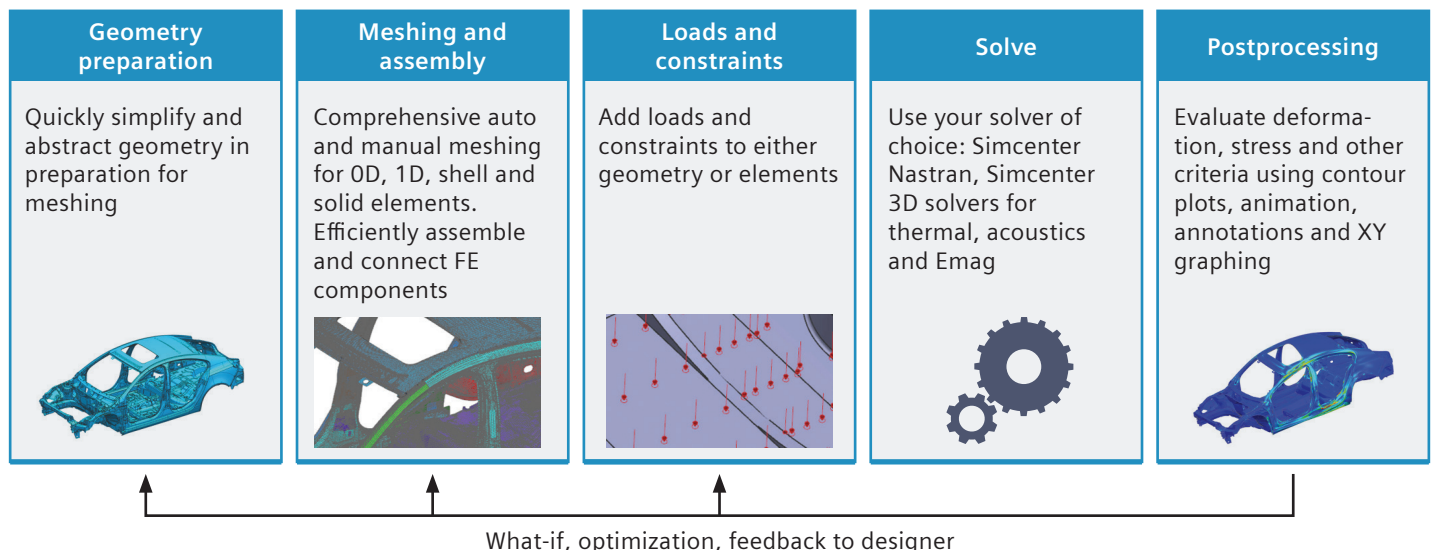 Geometry
preparation
Quickly simplify and
abstract geometry in
preparation for
meshing
Meshing and
assembly
Comprehensive auto
and manual meshing
for 0D, 1D, shell and
solid elements.
Efficiently assemble
and connect FE
components
Loads and
constraints
Add loads and
constraints to either
geometry or elements
Solve
Use your solver of
choice: Simcenter
Nastran, Simcenter
3D solvers for
thermal, acoustics
and Emag
Postprocessing
Evaluate deforma-
tion, stress and other
criteria using contour
plots, animation,
annotations and XY
graphing
What-if, optimization, feedback to designer